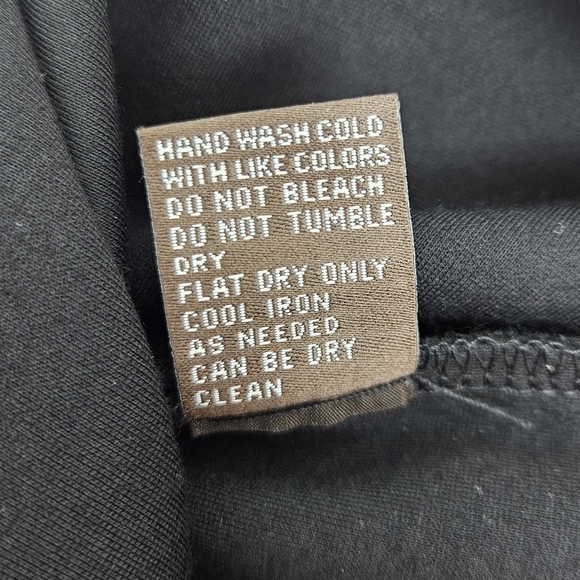 HAND WASH COLD
WITH LIKE COLORS
DO NOT BLEACH
DO NOT TUMBLE
DRY
FLAT DRY ONLY
COOL IRON
AS NEEDED
CAN BE DRY
CLEAN